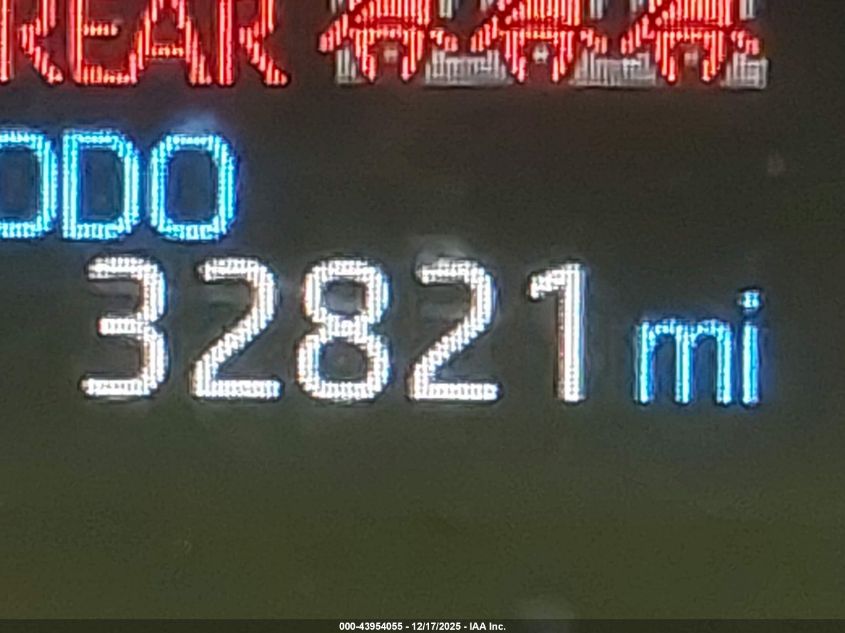 REAR
ODO
32821 mi
000-43954055 - 12/17/2025 - IAA Inc.